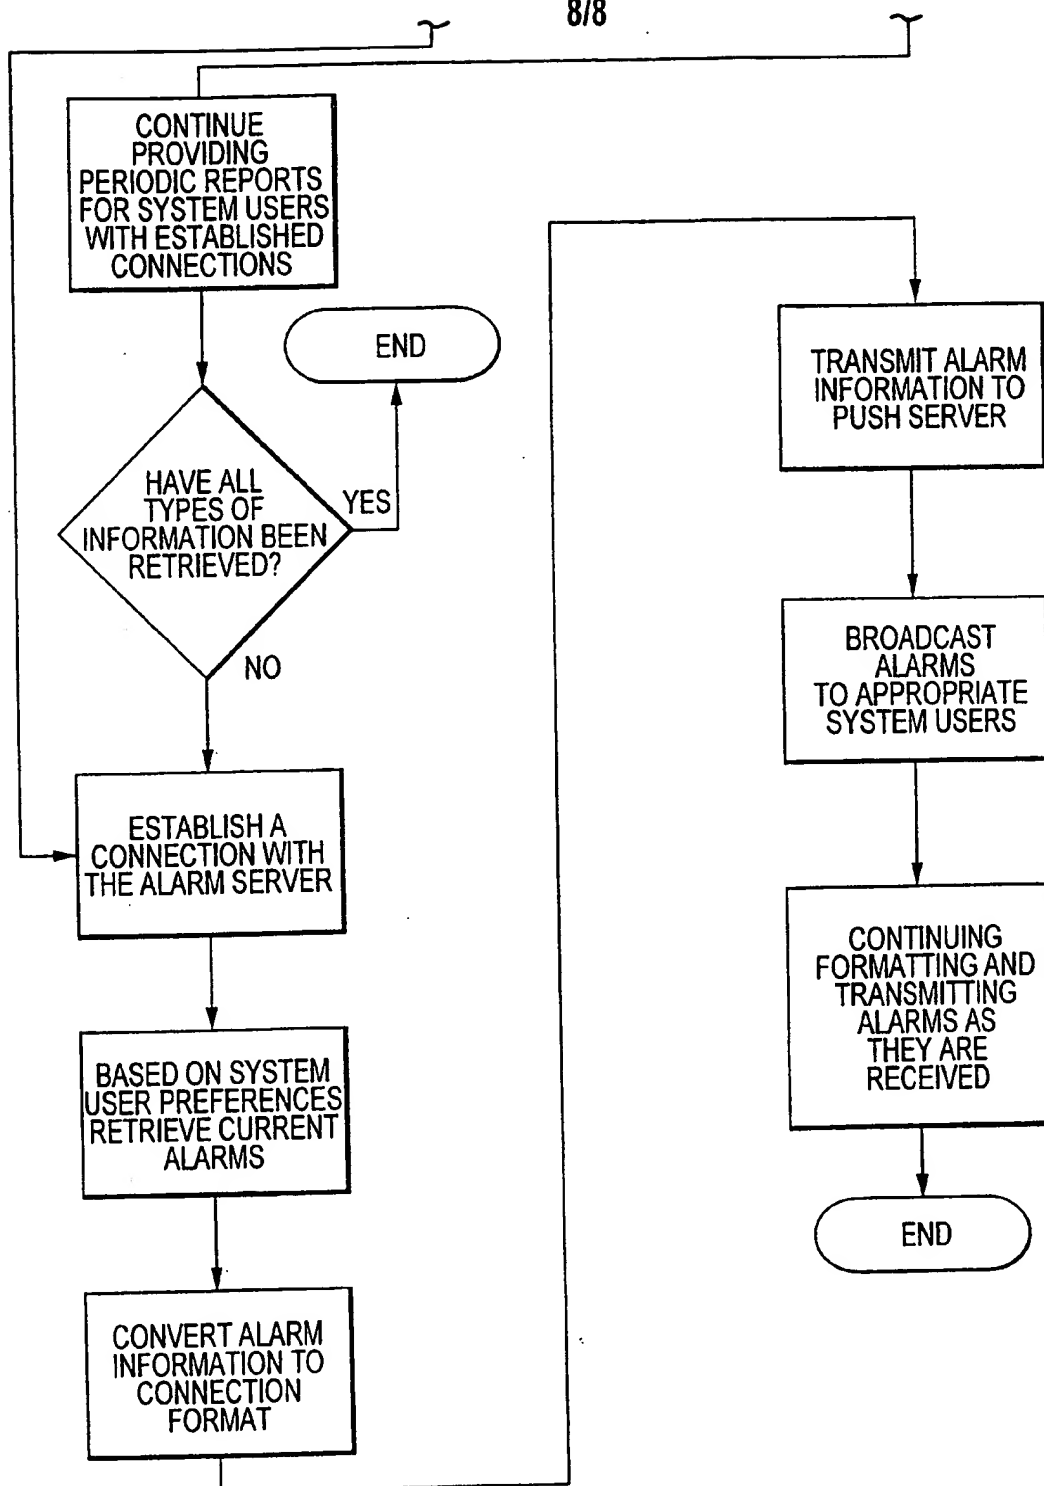 8/8
CONTINUE
PROVIDING
PERIODIC REPORTS
FOR SYSTEM USERS
WITH ESTABLISHED
CONNECTIONS
END
HAVE ALL
TYPES OF
INFORMATION BEEN
RETRIEVED?
YES
NO
ESTABLISH A
CONNECTION WITH
THE ALARM SERVER
BASED ON SYSTEM
USER PREFERENCES
RETRIEVE CURRENT
ALARMS
CONVERT ALARM
INFORMATION TO
CONNECTION
FORMAT
TRANSMIT ALARM
INFORMATION TO
PUSH SERVER
BROADCAST
ALARMS
TO APPROPRIATE
SYSTEM USERS
CONTINUING
FORMATTING AND
TRANSMITTING
ALARMS AS
THEY ARE
RECEIVED
END